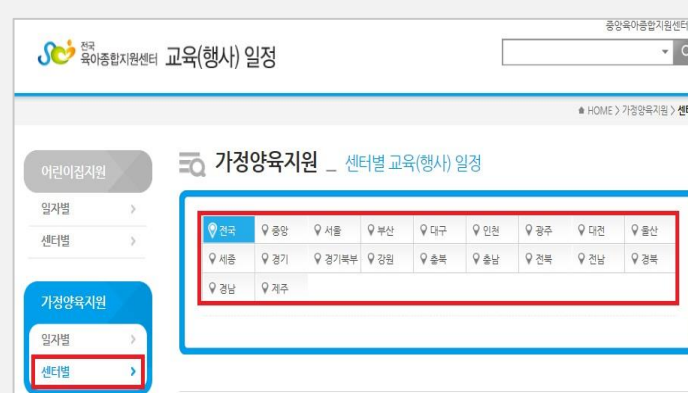 중앙육아종합지원센터
전국
육아종합지원센터 교육(행사) 일정
HOME > 가정양육지원 >
어린이집지원
일자별 >
센터별 >
가정양육지원
일자별 >
센터별 >
가정양육지원 _ 센터별 교육(행사) 일정
전국 중앙 서울 부산 대구 인천 광주 대전 울산
세종 경기 경기북부 강원 충북 충남 전북 전남 경북
경남 제주